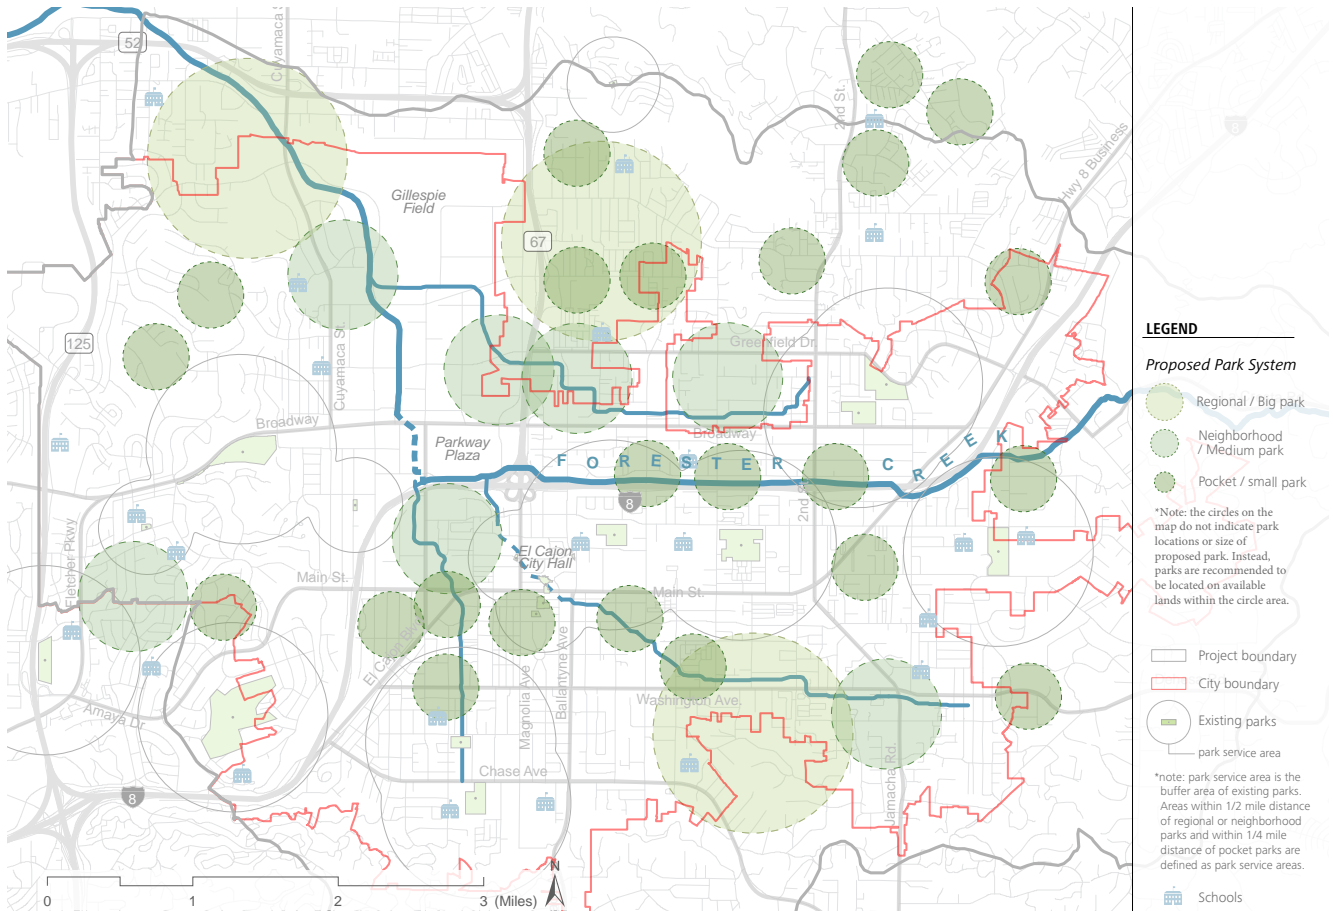 52
Cuyamaca S
2nd St.
Hwy 8 Business
8
Gillespie
Field
67
125
Cuyamaca St.
Greenfield Dr.
Broadway
Broadway
Parkway
Plaza
FORESTER CREEK
8
2nd St.
Fletcher Pkwy
El Cajon
City Hall
Main St.
Main St.
El Cajon Blvd.
Magnolia Ave
Ballantyne Ave
Washington Ave.
Amaya Dr
Chase Ave
Jamacha Rd.
8
N
0 1 2 3 (Miles)
LEGEND
Proposed Park System
Regional / Big park
Neighborhood
/ Medium park
Pocket / small park
*Note: the circles on the
map do not indicate park
locations or size of
proposed park. Instead,
parks are recommended to
be located on available
lands within the circle area.
Project boundary
City boundary
Existing parks
park service area
*note: park service area is the
buffer area of existing parks.
Areas within 1/2 mile distance
of regional or neighborhood
parks and within 1/4 mile
distance of pocket parks are
defined as park service areas.
Schools